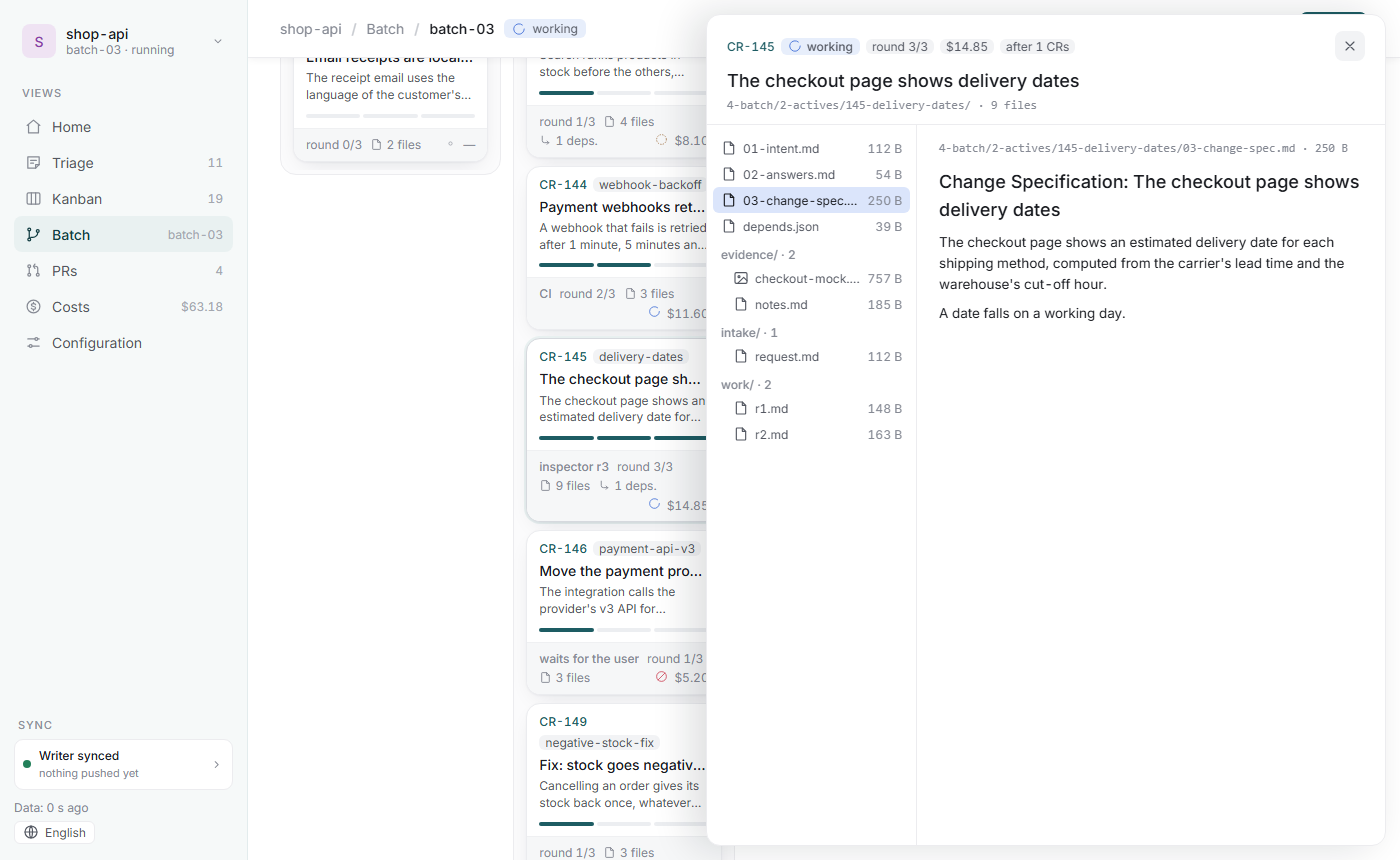 S
shop-api
batch-03 · running
VIEWS
Home
Triage 11
Kanban 19
Batch batch-03
PRs 4
Costs $63.18
Configuration
SYNC
Writer synced
nothing pushed yet
Data: 0 s ago
English
shop-api / Batch / batch-03 working
Email receipts are local...
The receipt email uses the
language of the customer's...
round 0/3 2 files —
stock before the others,...
round 1/3 4 files
1 deps. $8.10
CR-144 webhook-backoff
Payment webhooks ret...
A webhook that fails is retried
after 1 minute, 5 minutes an...
CI round 2/3 3 files
$11.60
CR-145 delivery-dates
The checkout page sh...
The checkout page shows an
estimated delivery date for...
inspector r3 round 3/3
9 files 1 deps.
$14.85
CR-146 payment-api-v3
Move the payment pro...
The integration calls the
provider's v3 API for...
waits for the user round 1/3
3 files $5.20
CR-149
negative-stock-fix
Fix: stock goes negativ...
Cancelling an order gives its
stock back once, whatever...
round 1/3 3 files
CR-145 working round 3/3 $14.85 after 1 CRs
The checkout page shows delivery dates
4-batch/2-actives/145-delivery-dates/ · 9 files
01-intent.md 112 B
02-answers.md 54 B
03-change-spec.... 250 B
depends.json 39 B
evidence/ · 2
checkout-mock.... 757 B
notes.md 185 B
intake/ · 1
request.md 112 B
work/ · 2
r1.md 148 B
r2.md 163 B
4-batch/2-actives/145-delivery-dates/03-change-spec.md · 250 B
Change Specification: The checkout page shows
delivery dates
The checkout page shows an estimated delivery date for each
shipping method, computed from the carrier's lead time and the
warehouse's cut-off hour.
A date falls on a working day.